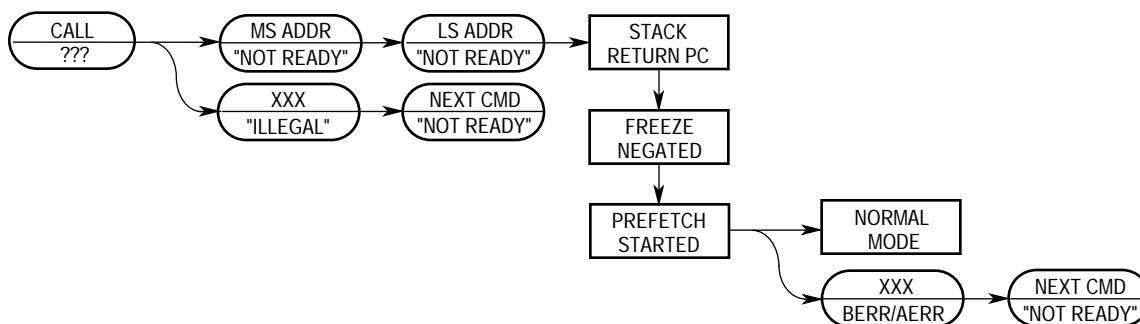 CALL
???
MS ADDR
"NOT READY"
LS ADDR
"NOT READY"
STACK
RETURN PC
XXX
"ILLEGAL"
NEXT CMD
"NOT READY"
FREEZE
NEGATED
PREFETCH
STARTED
NORMAL
MODE
XXX
BERR/AERR
NEXT CMD
"NOT READY"